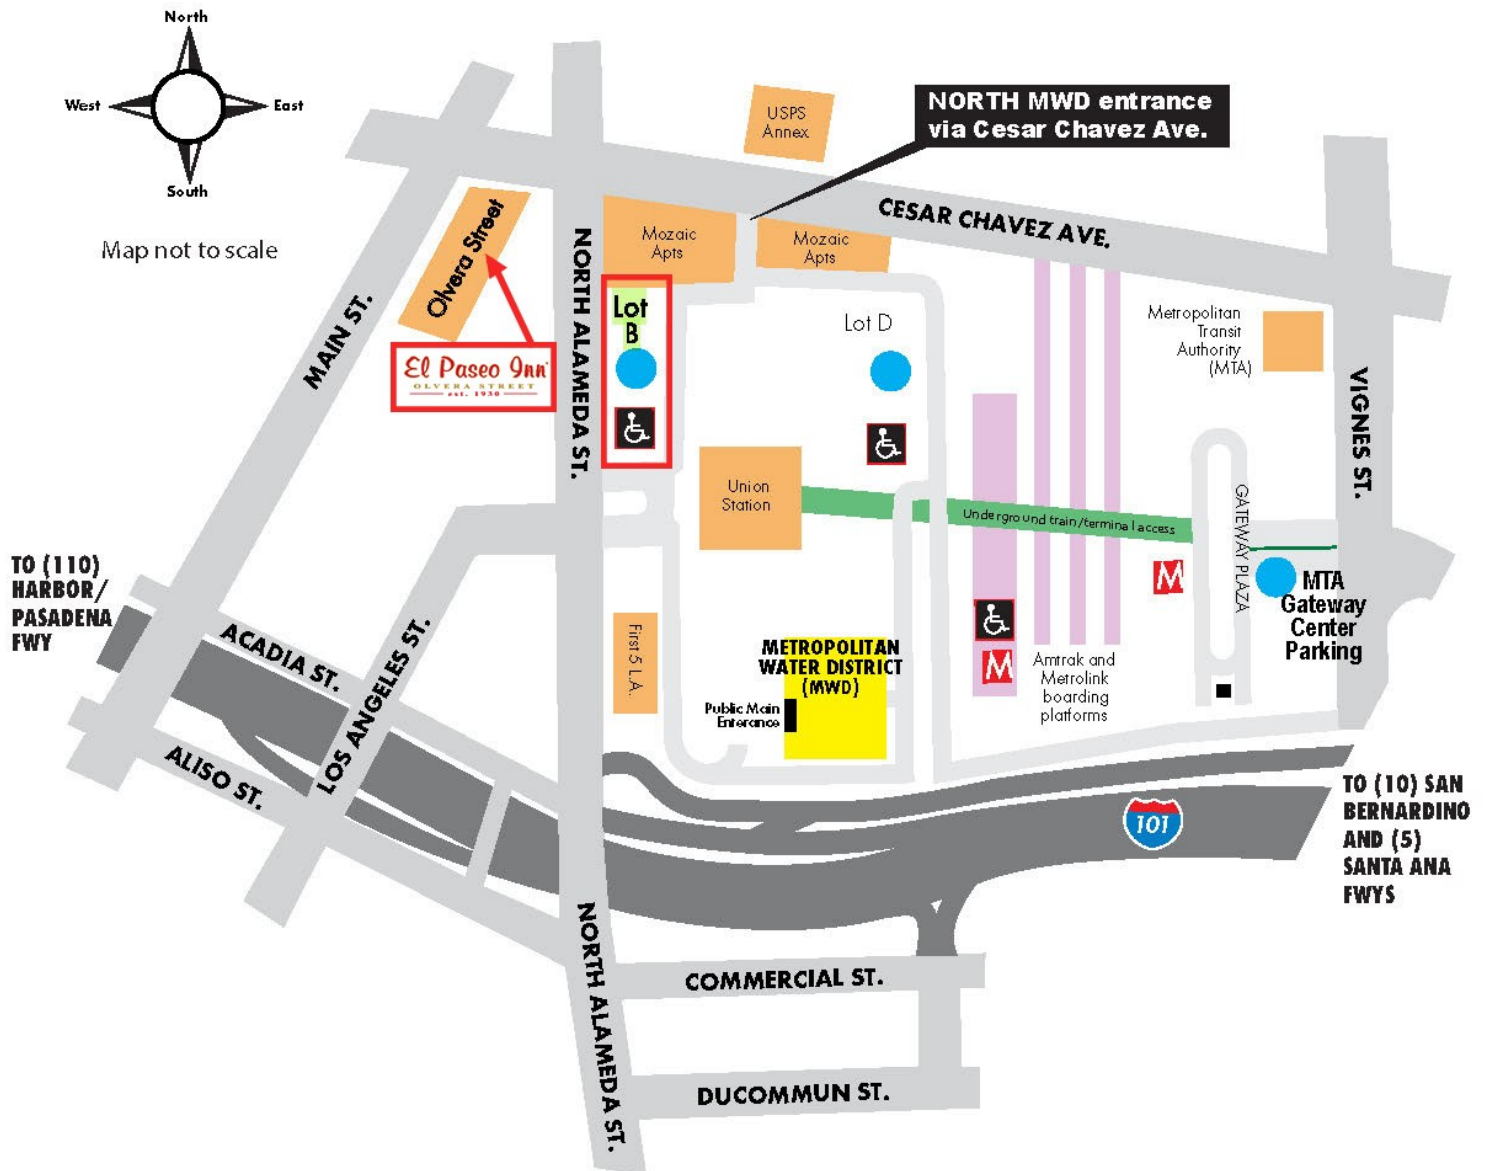 North
West
East
South
Map not to scale
USPS
Annex
NORTH MWD entrance
via Cesar Chavez Ave.
CESAR CHAVEZ AVE.
Olvera Street
Mozaic
Apts
Mozaic
Apts
MAIN ST.
NORTH ALAMEDA ST.
Lot
B
Lot D
El Paseo Inn
OLVERA STREET
est. 1930
Metropolitan
Transit
Authority
(MTA)
VIGNES ST.
Union
Station
Underground train/terminal access
GATEWAY PLAZA
M
MTA
Gateway
Center
Parking
TO (110)
HARBOR/
PASADENA
FWY
ACADIA ST.
LOS ANGELES ST.
ALISO ST.
First 5 L.A.
METROPOLITAN
WATER DISTRICT
(MWD)
Public Main
Enterance
M
Amtrak and
Metrolink
boarding
platforms
101
TO (10) SAN
BERNARDINO
AND (5)
SANTA ANA
FWYS
NORTH ALAMEDA ST.
COMMERCIAL ST.
DUCOMMUN ST.